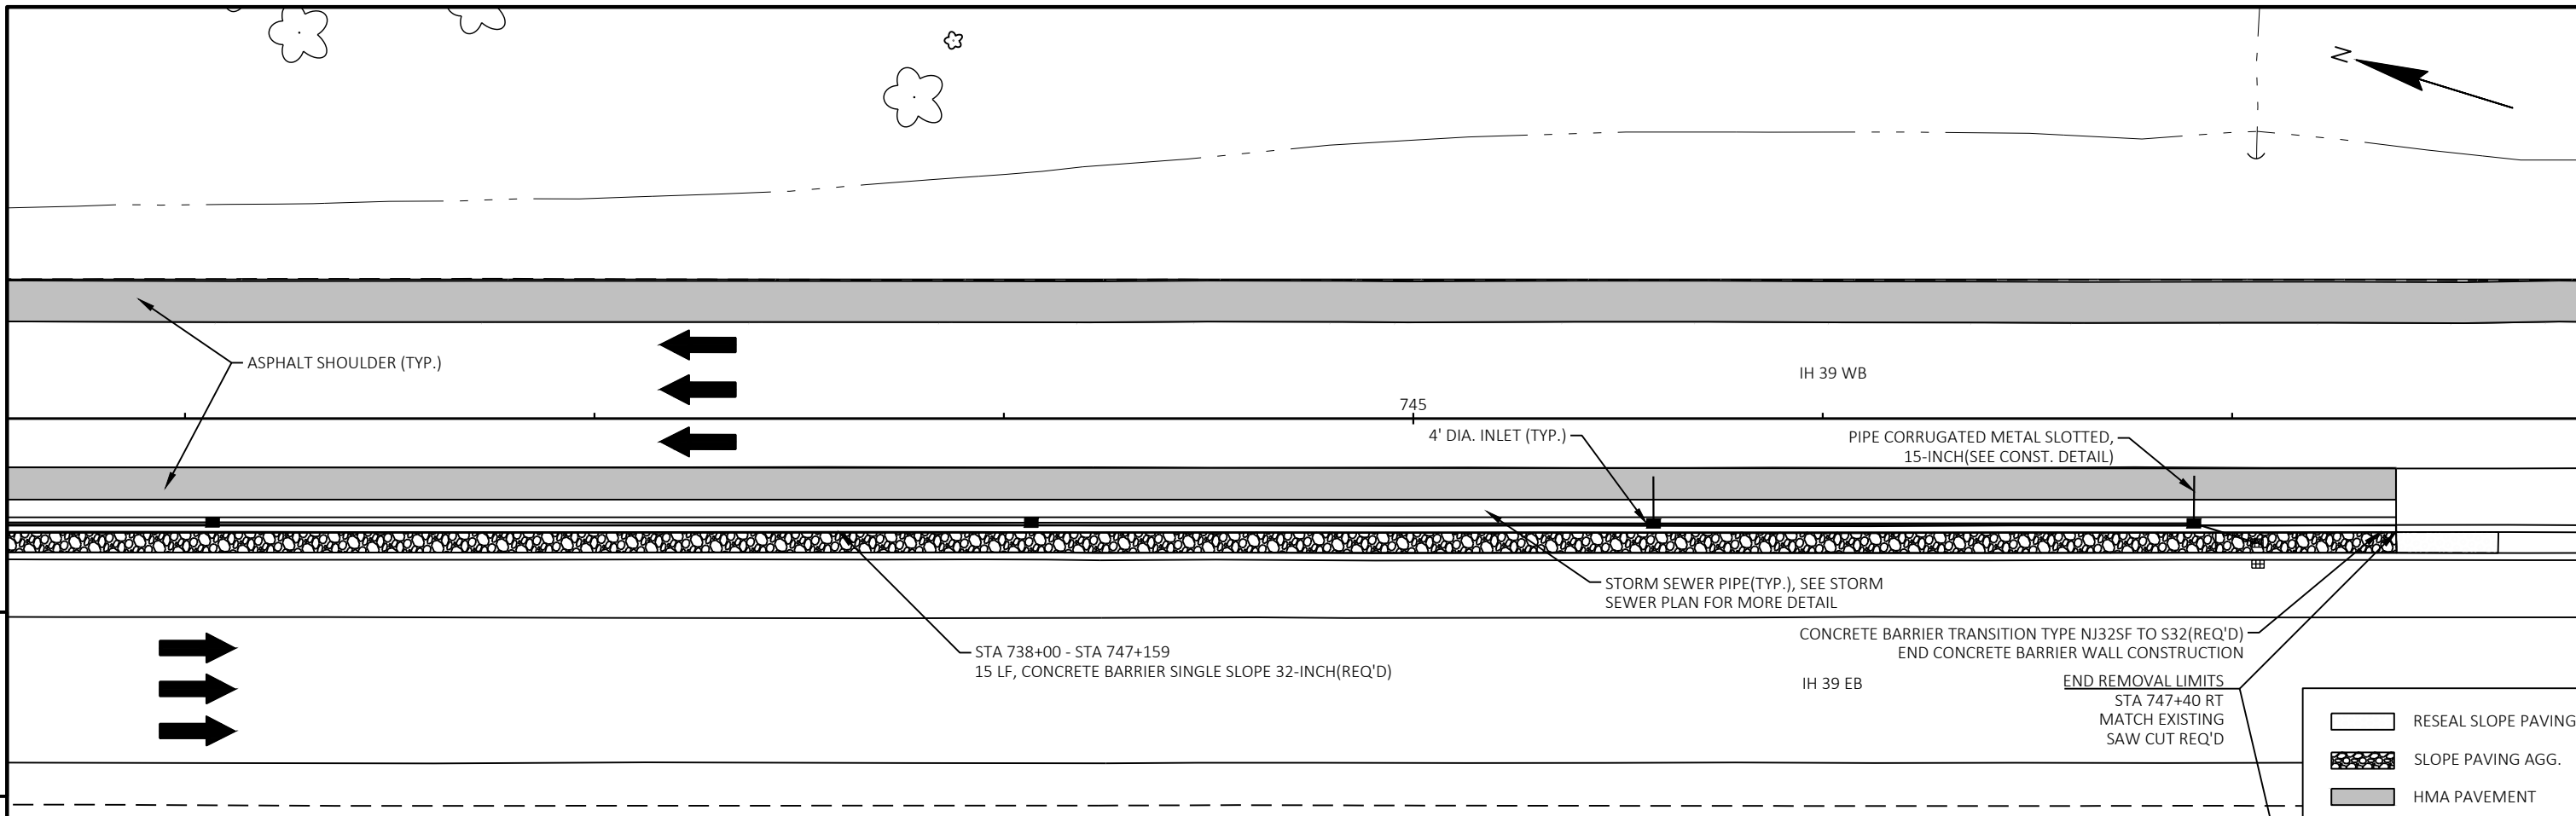 N
ASPHALT SHOULDER (TYP.)
IH 39 WB
745
4' DIA. INLET (TYP.)
PIPE CORRUGATED METAL SLOTTED,
15-INCH(SEE CONST. DETAIL)
STORM SEWER PIPE(TYP.), SEE STORM
SEWER PLAN FOR MORE DETAIL
STA 738+00 - STA 747+159
15 LF, CONCRETE BARRIER SINGLE SLOPE 32-INCH(REQ'D)
CONCRETE BARRIER TRANSITION TYPE NJ32SF TO S32(REQ'D)
END CONCRETE BARRIER WALL CONSTRUCTION
IH 39 EB
END REMOVAL LIMITS
STA 747+40 RT
MATCH EXISTING
SAW CUT REQ'D
RESEAL SLOPE PAVING
SLOPE PAVING AGG.
HMA PAVEMENT